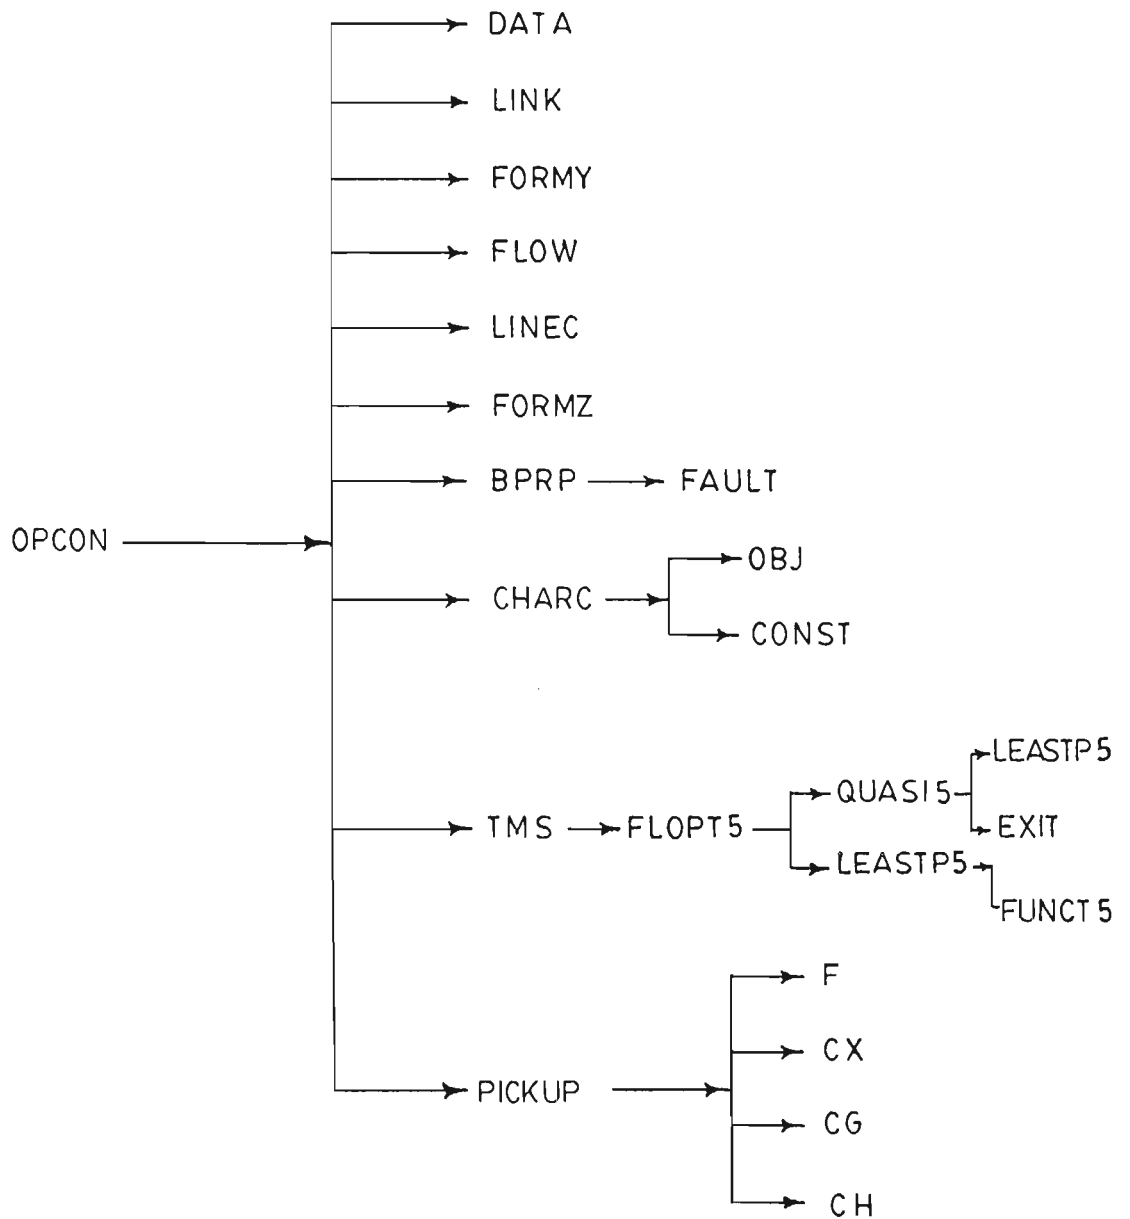 DATA
LINK
FORMY
FLOW
LINEC
FORMZ
BPRP
FAULT
OPCON
OBJ
CHARC
CONST
LEASTP5
QUASI5
TMS
FLOPT5
EXIT
LEASTP5
FUNCT5
F
CX
PICKUP
CG
CH